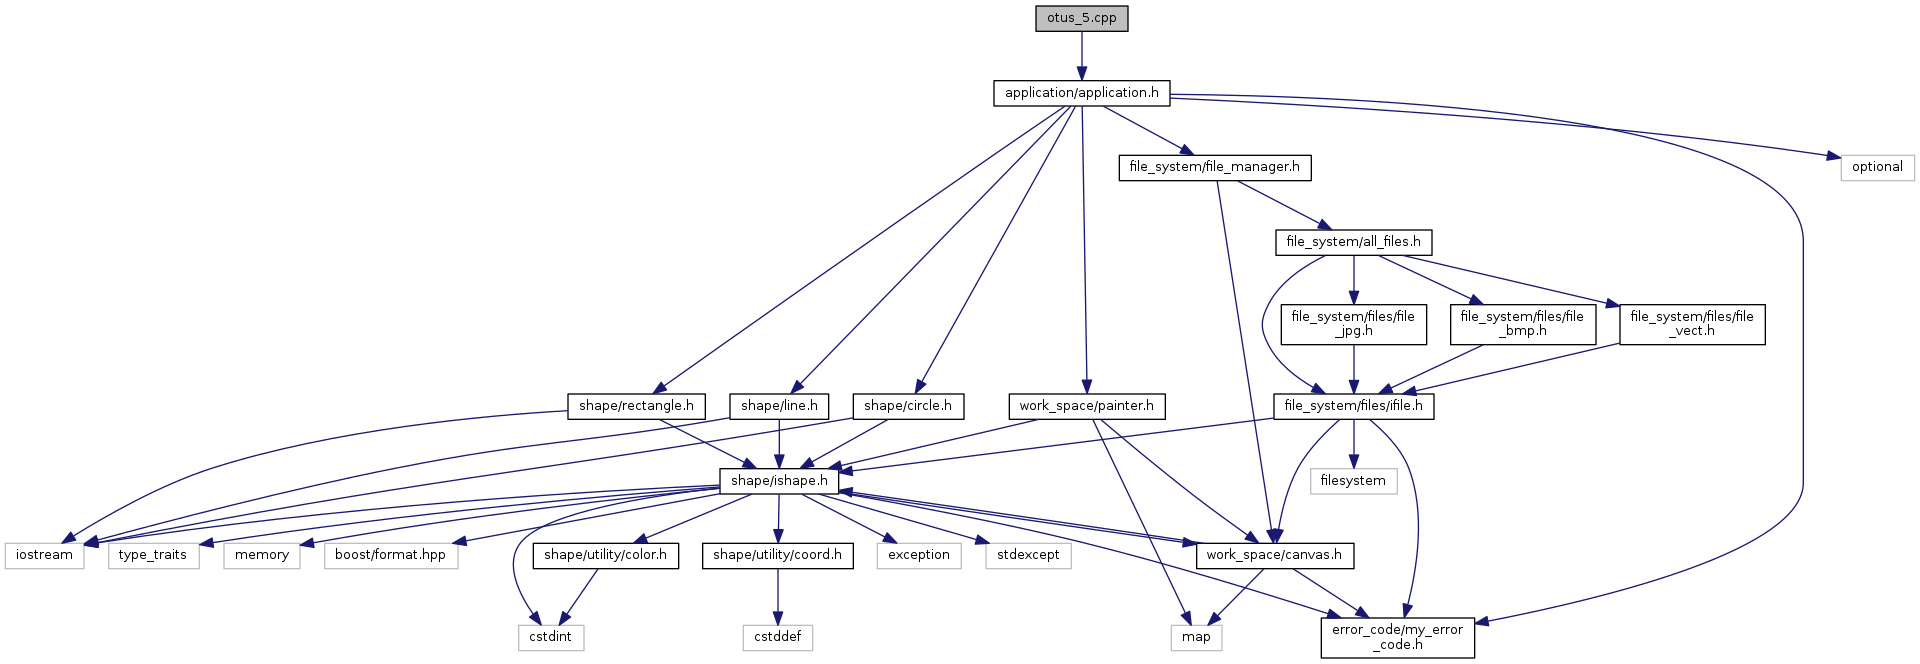 otus_5.cpp
application/application.h
file_system/file_manager.h
optional
file_system/all_files.h
file_system/files/file
_jpg.h
file_system/files/file
_bmp.h
file_system/files/file
_vect.h
shape/rectangle.h
shape/line.h
shape/circle.h
work_space/painter.h
file_system/files/ifile.h
shape/ishape.h
filesystem
iostream
type_traits
memory
boost/format.hpp
shape/utility/color.h
shape/utility/coord.h
exception
stdexcept
work_space/canvas.h
cstdint
cstddef
map
error_code/my_error
_code.h